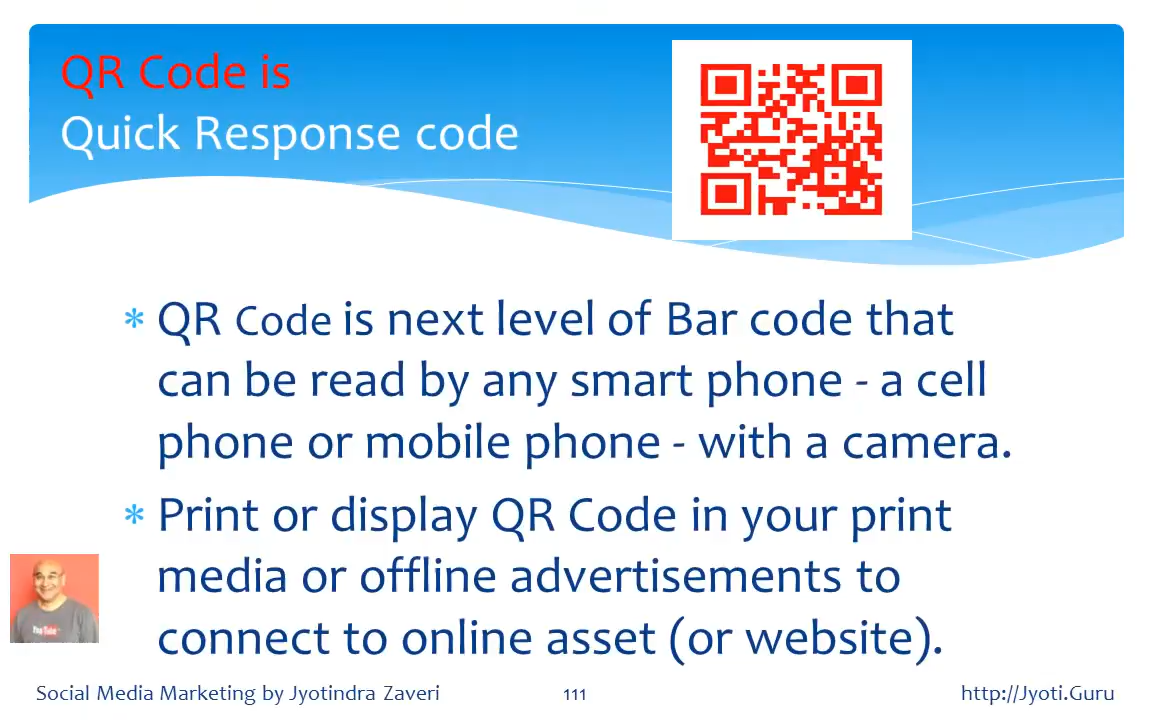 QR Code is
Quick Response code
* QR Code is next level of Bar code that
can be read by any smart phone - a cell
phone or mobile phone - with a camera.
* Print or display QR Code in your print
media or offline advertisements to
connect to online asset (or website).
YouTube
Social Media Marketing by Jyotindra Zaveri 111 http://Jyoti.Guru